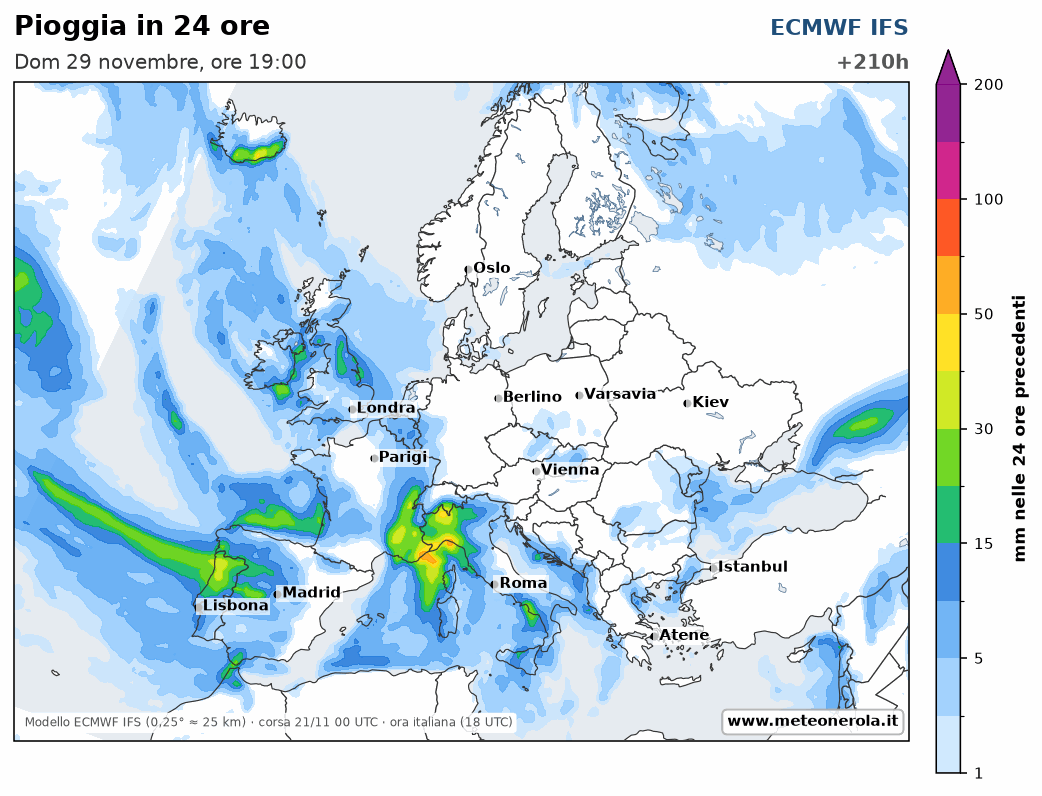 Pioggia in 24 ore
ECMWF IFS
Dom 29 novembre, ore 19:00
+210h
200
100
50
30
15
5
1
mm nelle 24 ore precedenti
Oslo
Londra
Berlino
Varsavia
Kiev
Parigi
Vienna
Istanbul
Roma
Madrid
Lisbona
Atene
Modello ECMWF IFS (0,25° ≈ 25 km) · corsa 21/11 00 UTC · ora italiana (18 UTC)
www.meteonerola.it